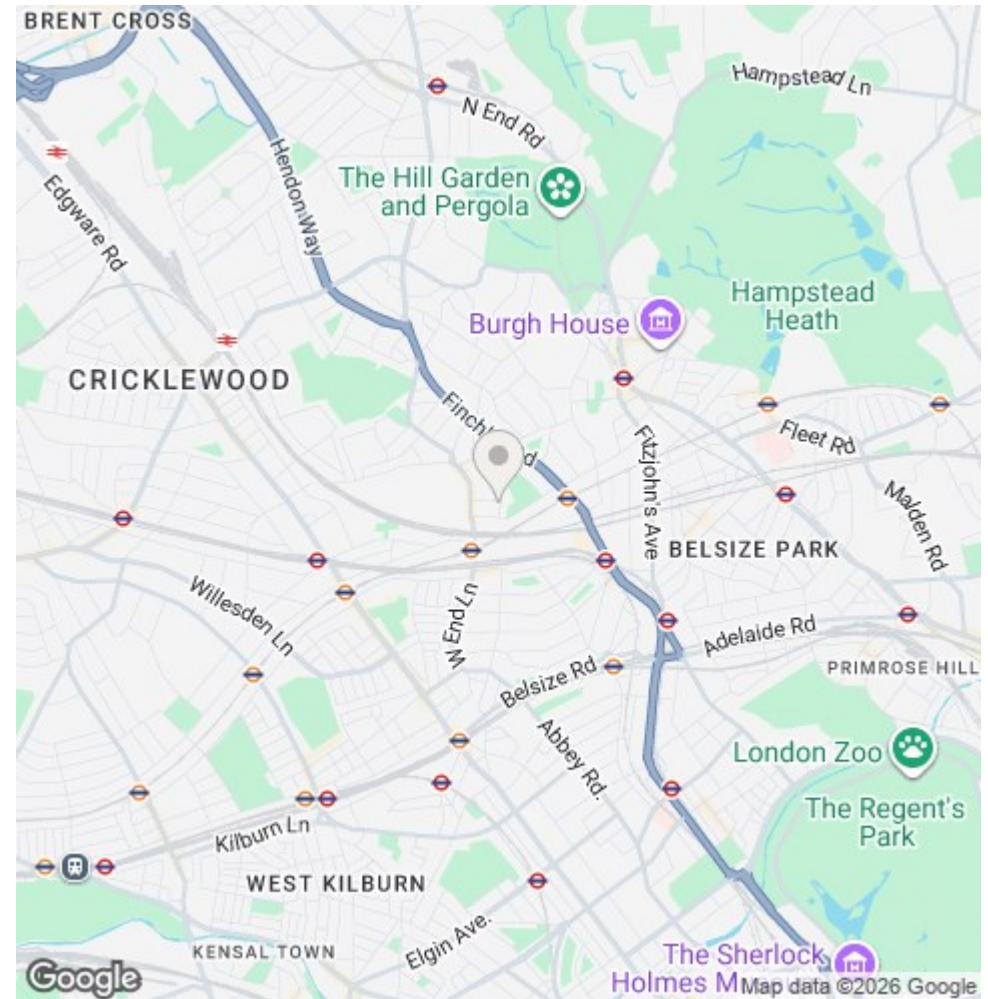 BRENT CROSS
Hampstead Ln
N End Rd
Hendon Way
The Hill Garden
and Pergola
Edgware Rd
Hampstead
Heath
Burgh House
CRICKLEWOOD
Fleet Rd
Fitzjohn's Ave
Malden Rd
BELSIZE PARK
Willesden Ln
W End Ln
Adelaide Rd
PRIMROSE HILL
Belsize Rd
Abbey Rd.
London Zoo
The Regent's
Park
Kilburn Ln
WEST KILBURN
Elgin Ave.
KENSAL TOWN
The Sherlock
Holmes
Google
Map data ©2026 Google